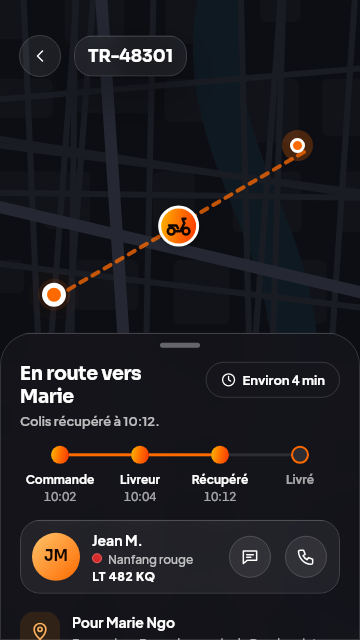 TR-48301
En route vers
Marie
Environ 4 min
Colis récupéré à 10:12.
Commande Livreur Récupéré Livré
10:02 10:04 10:12
JM
Jean M.
Nanfang rouge
LT 482 KQ
Pour Marie Ngo